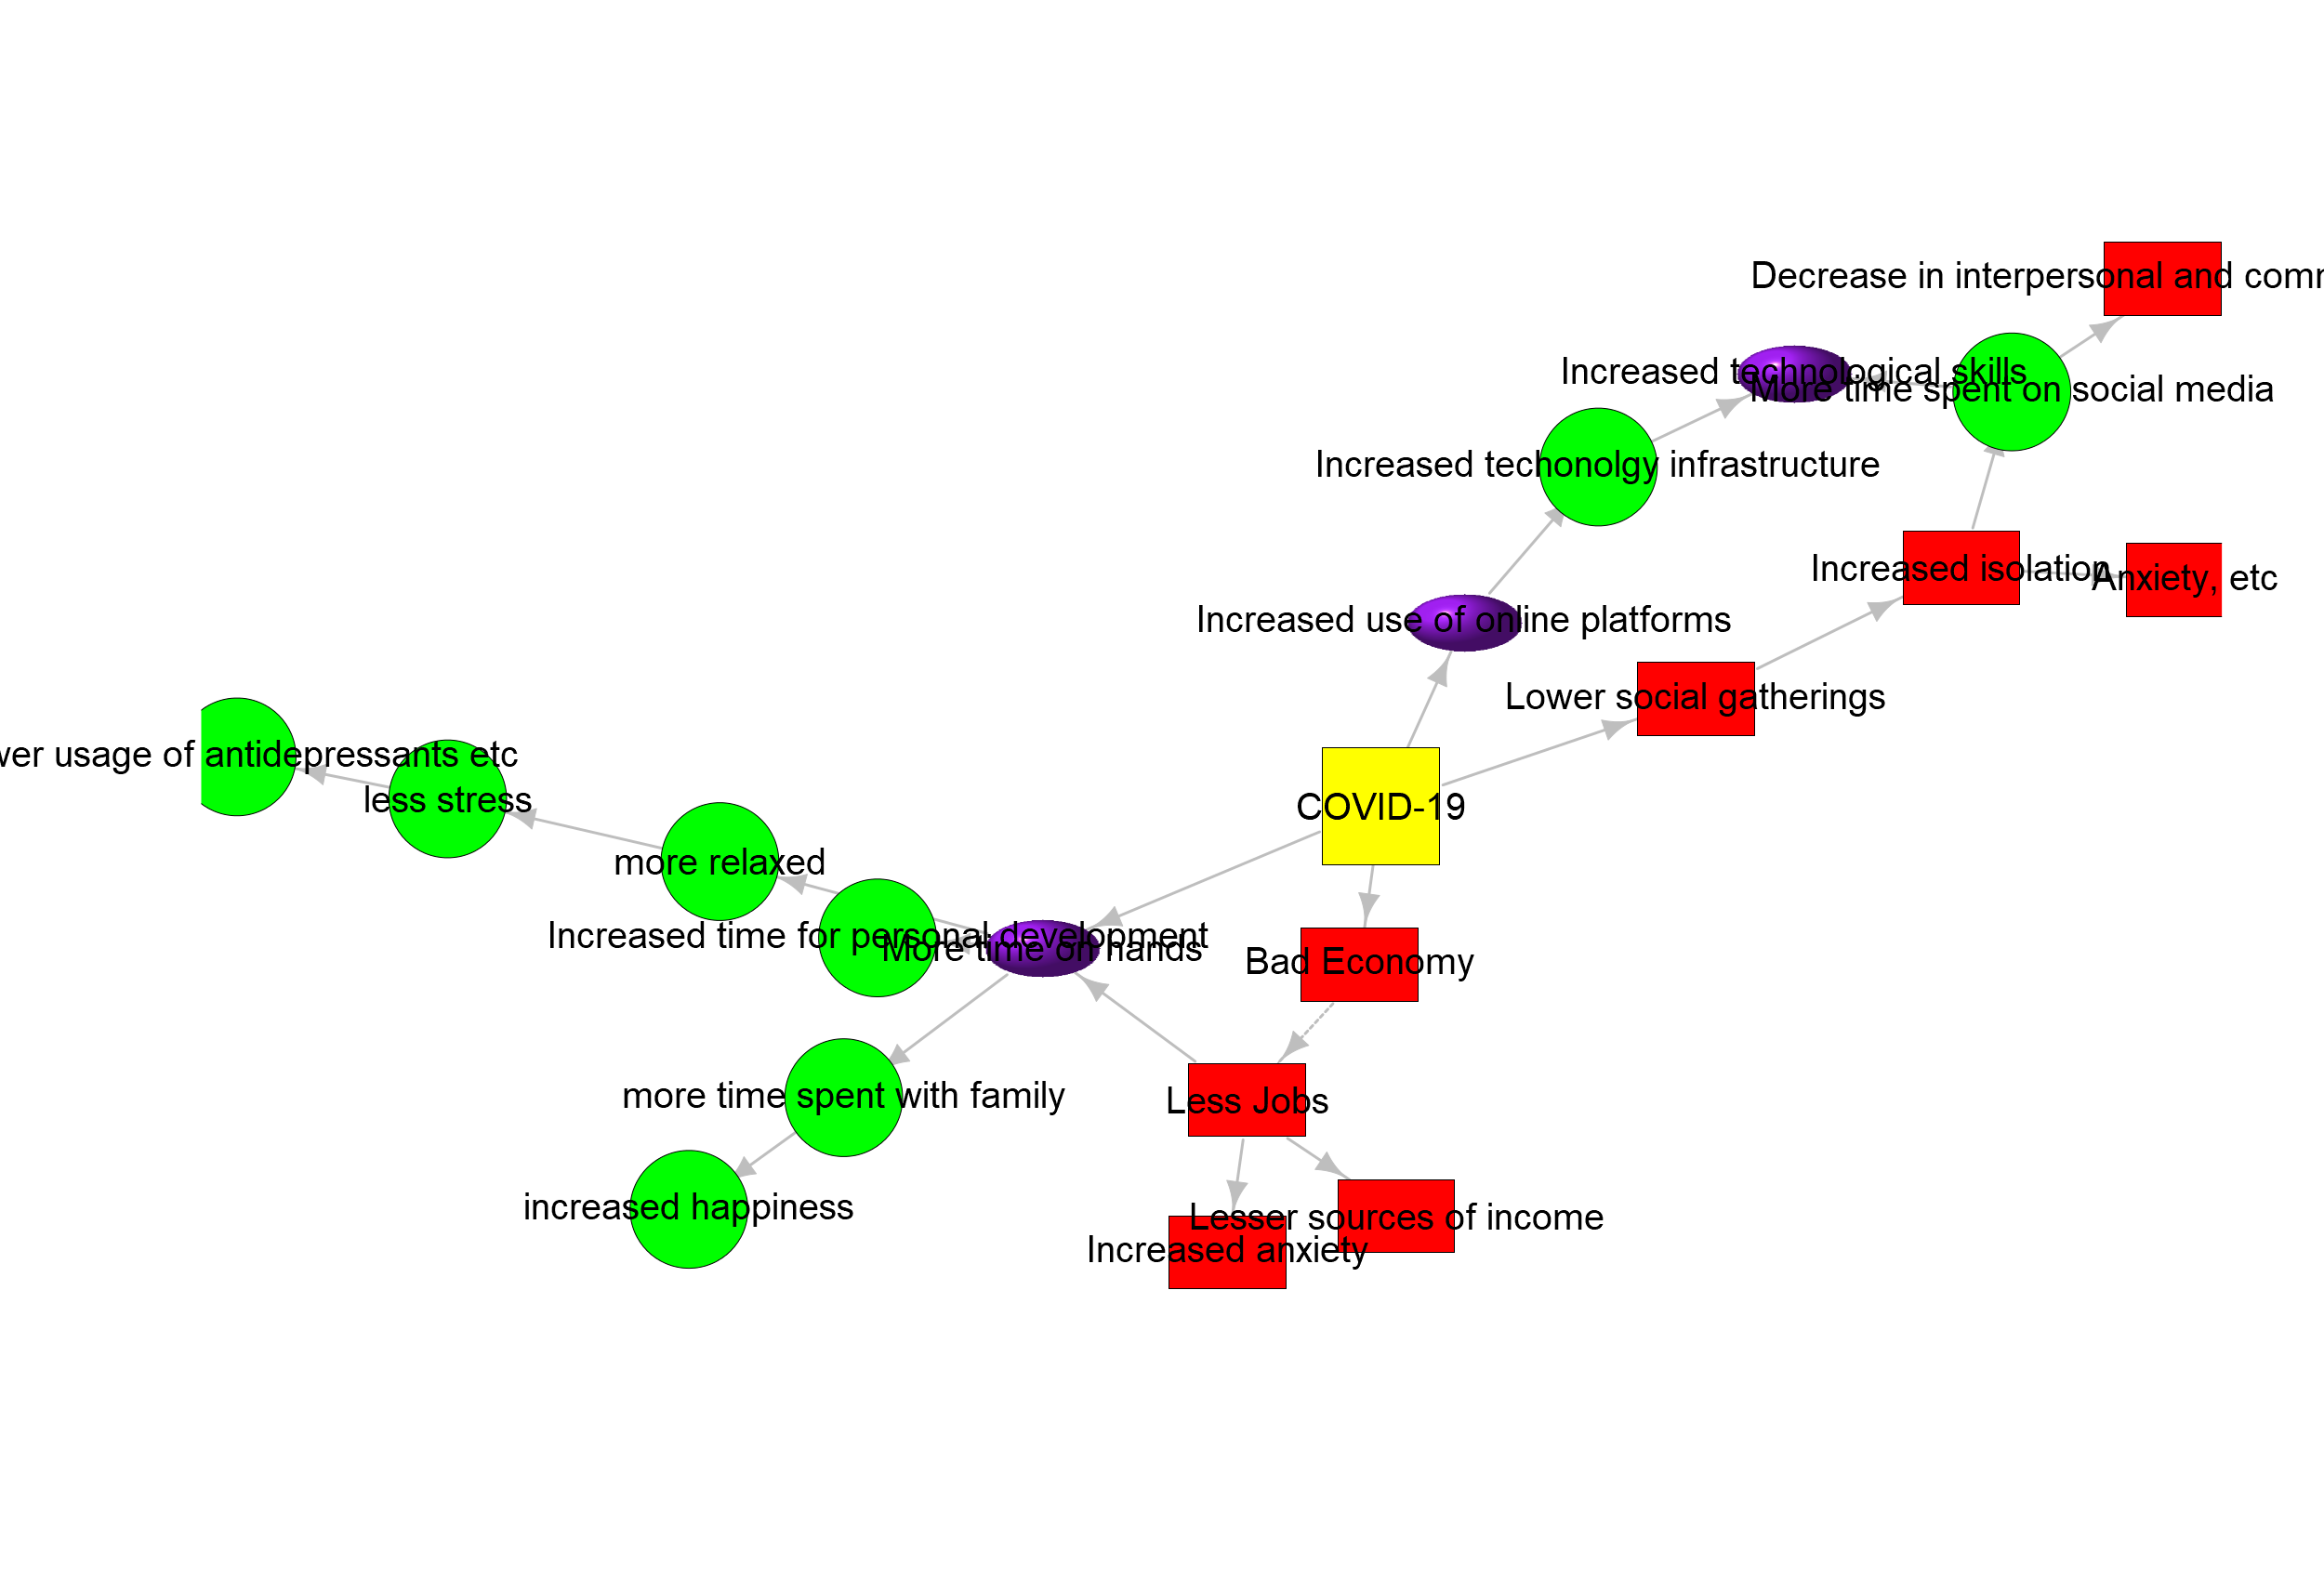 Decrease in interpersonal and comm
Increased technological skills
More time spent on social media
Increased techonolgy infrastructure
Increased isolation
Anxiety, etc
Increased use of online platforms
Lower social gatherings
wer usage of antidepressants etc
less stress
COVID-19
more relaxed
Increased time for personal development
More time on hands
Bad Economy
more time spent with family
Less Jobs
increased happiness
Lesser sources of income
Increased anxiety